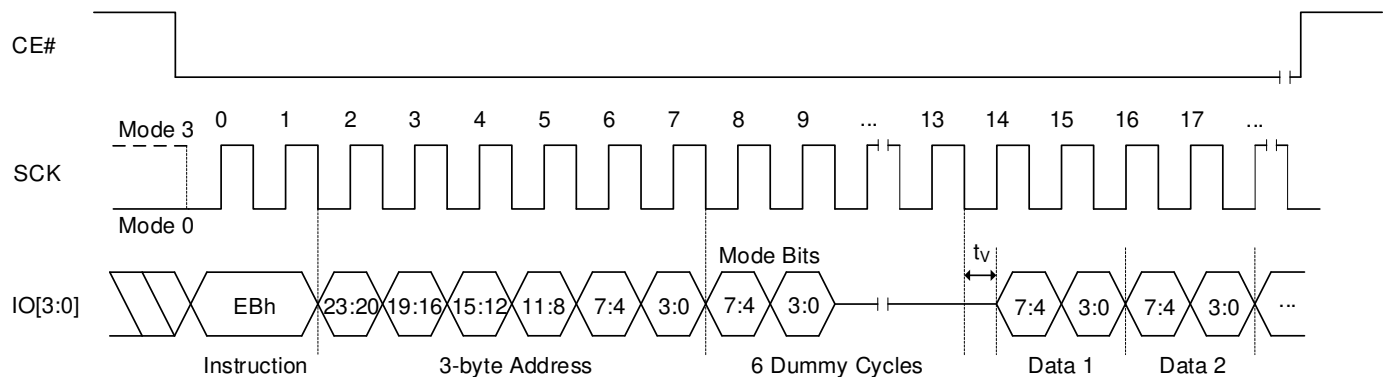 CE#
Mode 3 0 1 2 3 4 5 6 7 8 9 ... 13 14 15 16 17 ...
SCK
Mode 0
Mode Bits tV
IO[3:0] EBh 23:20 19:16 15:12 11:8 7:4 3:0 7:4 3:0 7:4 3:0 7:4 3:0 ...
Instruction 3-byte Address 6 Dummy Cycles Data 1 Data 2